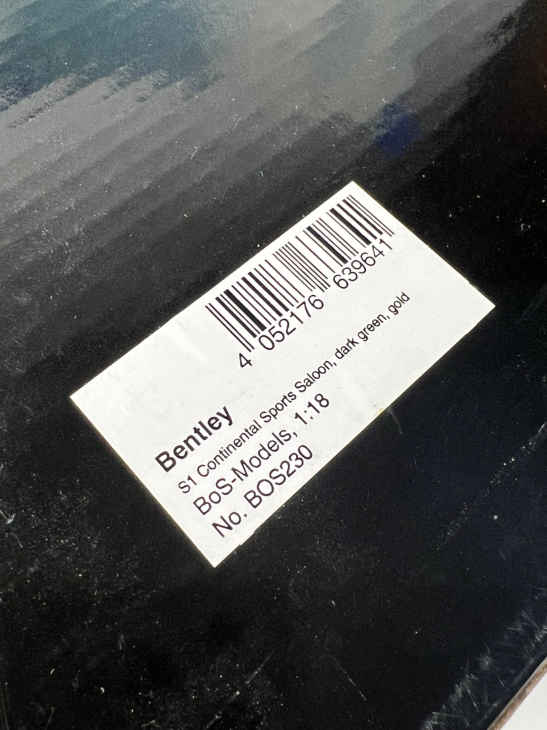 4 052176 639641
Bentley
S1 Continental Sports Saloon, dark green, gold
BoS-Models, 1:18
No. BOS230